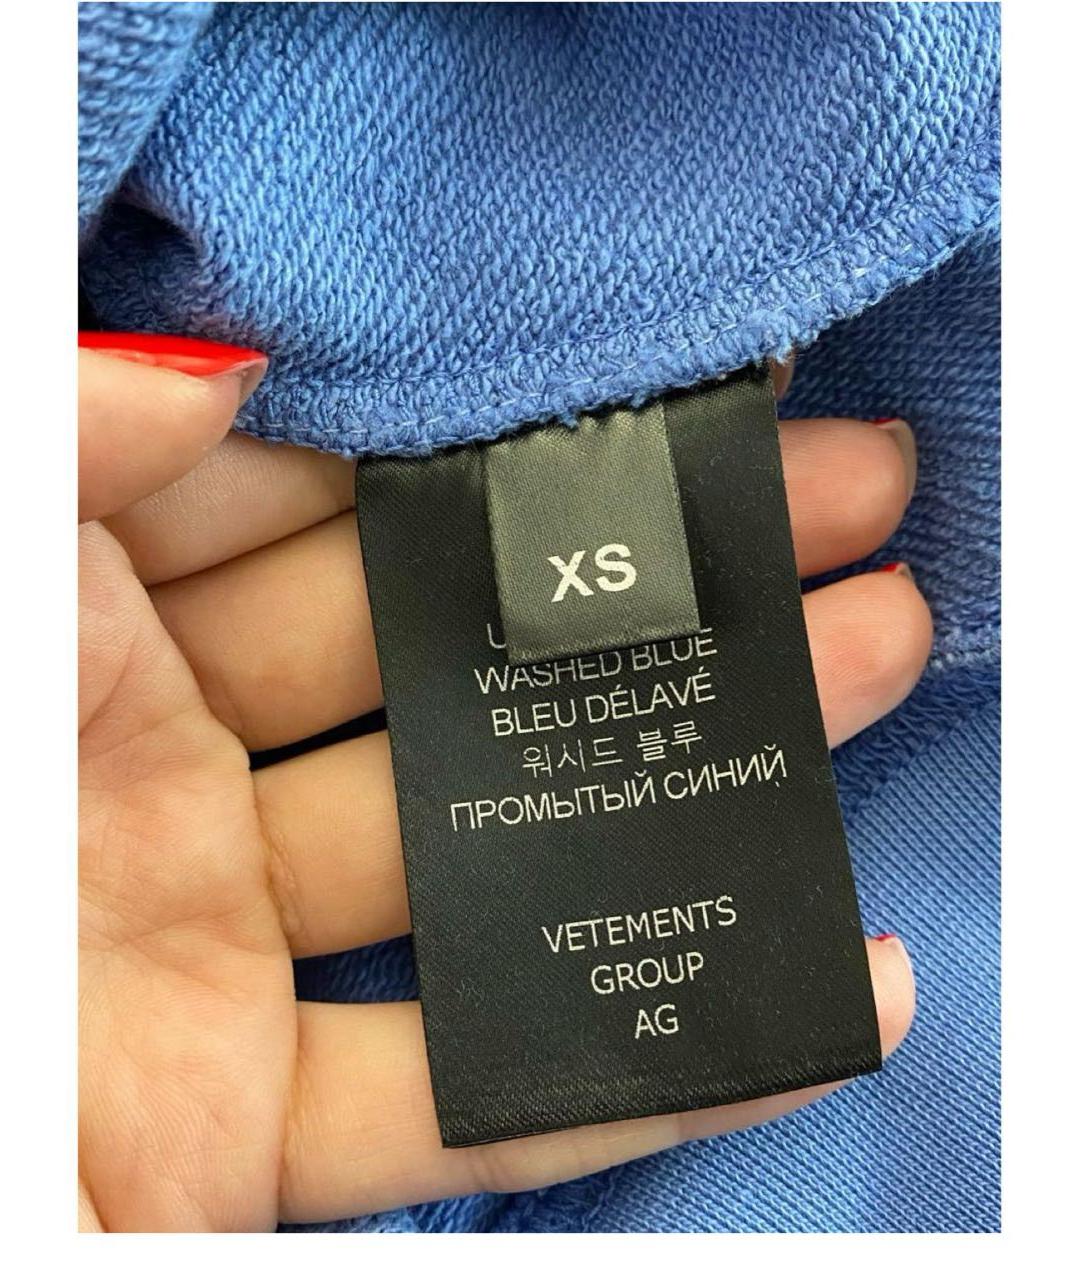 XS
WASHED BLUE
BLEU DÉLAVÉ
워시드 블루
ПРОМЫТЫЙ СИНИЙ
VETEMENTS
GROUP
AG